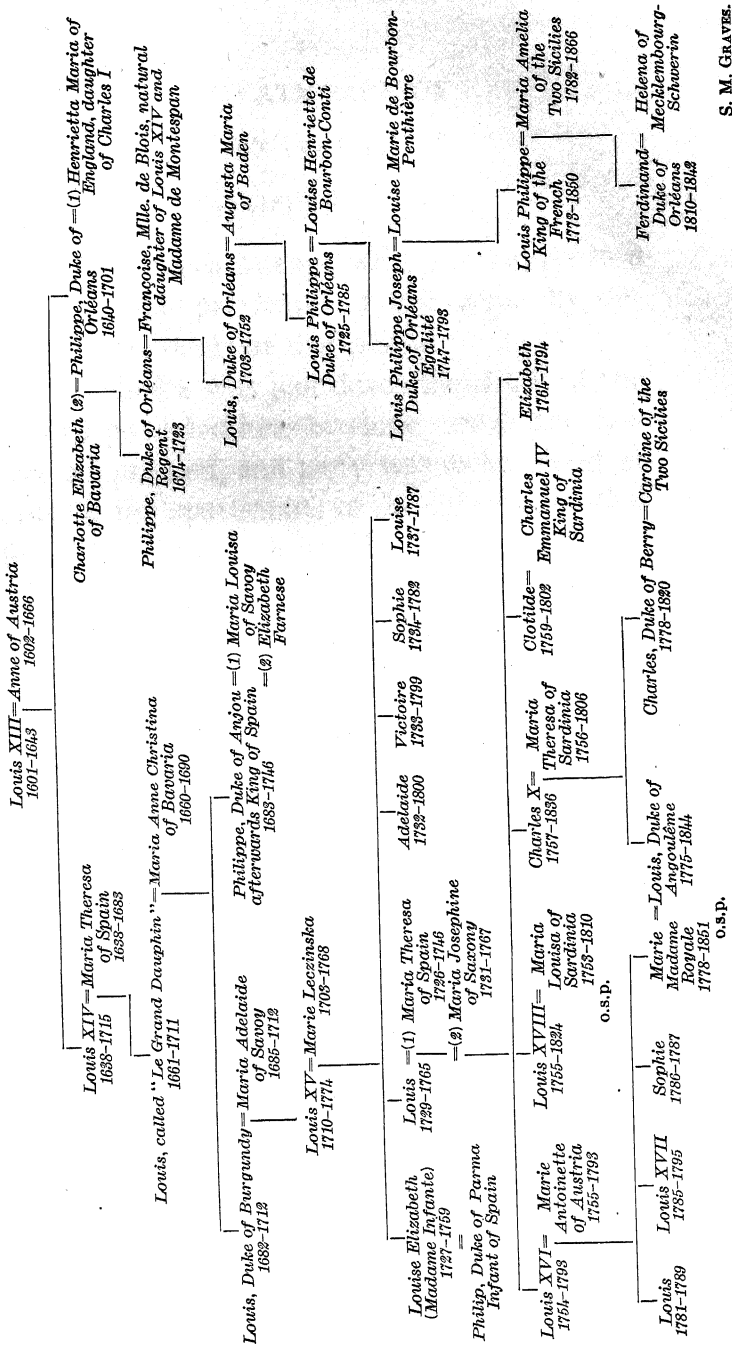 Louis XIII=Anne of Austria
1601–1643
1602–1666
Louis XIV=Maria Theresa
1638–1715
of Spain
1638–1683
Charlotte Elizabeth (2)=Philippe, Duke of =(1) Henrietta Maria of
of Bavaria
Orléans
1640–1701
England, daughter
of Charles I
Louis, called "Le Grand Dauphin"=Maria Anne Christina
1661–1711
of Bavaria
1660–1690
Philippe, Duke of Orléans=Françoise, Mlle. de Blois, natural
Regent
1674–1723
daughter of Louis XIV and
Madame de Montespan
Louis, Duke of Burgundy=Maria Adelaide
1682–1712
of Savoy
1685–1712
Philippe, Duke of Anjou =(1) Maria Louisa
afterwards King of Spain
1683–1746
of Savoy
=(2) Elizabeth
Farnese
Louis, Duke of Orléans=Augusta Maria
1703–1752
of Baden
Louis XV=Marie Leczinska
1710–1774
1703–1768
Louis Philippe =Louise Henriette de
Duke of Orléans
1725–1785
Bourbon-Conti
Louise Elizabeth
(Madame Infante)
1727–1759
=
Philip, Duke of Parma
Infant of Spain
Louis =(1) Maria Theresa
1729–1765
of Spain
1726–1746
=(2) Maria Josephine
of Saxony
1731–1767
Adelaide
1732–1800
Victoire
1733–1799
Sophie
1734–1782
Louise
1737–1787
Louis Philippe Joseph=Louise Marie de Bourbon-
Duke of Orléans
Egalité
1747–1793
Penthièvre
Louis XVI= Marie
1754–1793
Antoinette
of Austria
1755–1793
Louis XVIII= Maria
1755–1824
Louisa of
Sardinia
1753–1810
o.s.p.
Charles X= Maria
1757–1836
Theresa of
Sardinia
1756–1806
Clotilde= Charles
1759–1802
Emmanuel IV
King of
Sardinia
Elizabeth
1764–1794
Louis Philippe=Maria Amelia
King of the
French
1773–1850
of the
Two Sicilies
1782–1866
Louis
1781–1789
Louis XVII
1785–1795
Sophie
1786–1787
Marie =Louis, Duke of
Madame
Royale
1778–1851
Angoulême
1775–1844
o.s.p.
Charles, Duke of Berry=Caroline of the
1778–1820
Two Sicilies
Ferdinand= Helena of
Duke of
Orléans
1810–1842
Mecklembourg-
Schwerin
S. M. GRAVES.